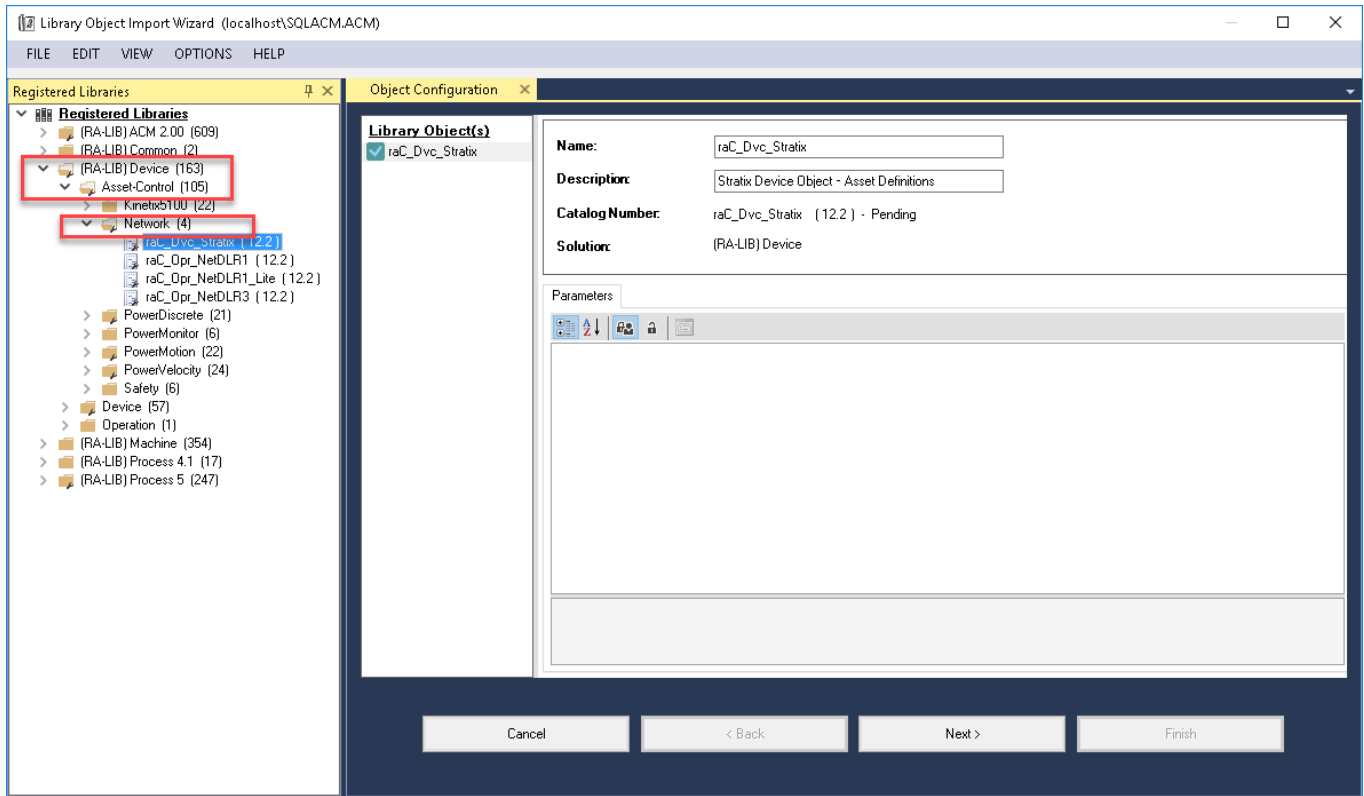 Library Object Import Wizard (localhost\SQLACM.ACM)
FILE EDIT VIEW OPTIONS HELP
Registered Libraries
Registered Libraries
(RA-LIB) ACM 2.00 (609)
(RA-LIB) Common (2)
(RA-LIB) Device (163)
Asset-Control (105)
Kinetix5100 (22)
Network (4)
raC_Dvc_Stratix (12.2)
raC_Opr_NetDLR1 (12.2)
raC_Opr_NetDLR1_Lite (12.2)
raC_Opr_NetDLR3 (12.2)
PowerDiscrete (21)
PowerMonitor (6)
PowerMotion (22)
PowerVelocity (24)
Safety (6)
Device (57)
Operation (1)
(RA-LIB) Machine (354)
(RA-LIB) Process 4.1 (17)
(RA-LIB) Process 5 (247)
Object Configuration
Library Object(s)
raC_Dvc_Stratix
Name: raC_Dvc_Stratix
Description: Stratix Device Object - Asset Definitions
Catalog Number: raC_Dvc_Stratix (12.2) - Pending
Solution: (RA-LIB) Device
Parameters
Cancel < Back Next > Finish